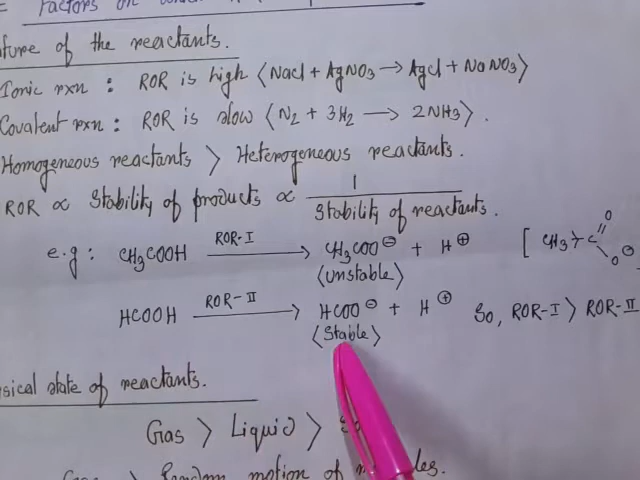 = Factors on
ature of the reactants.
Ionic rxn : ROR is high ⟨NaCl + AgNO₃ → AgCl + NaNO₃⟩
Covalent rxn : ROR is slow ⟨N₂ + 3H₂ → 2NH₃⟩.
Homogeneous reactants > Heterogeneous reactants.
ROR ∝ Stability of products ∝ 1 / Stability of reactants.
e.g : CH₃COOH —ROR-I→ CH₃COO⊖ + H⊕ [ CH₃ C O O⊖
⟨Unstable⟩
HCOOH —ROR-II→ HCOO⊖ + H⊕ So, ROR-I > ROR-II
⟨Stable⟩
sical state of reactants.
Gas > Liquid >
Random motion of